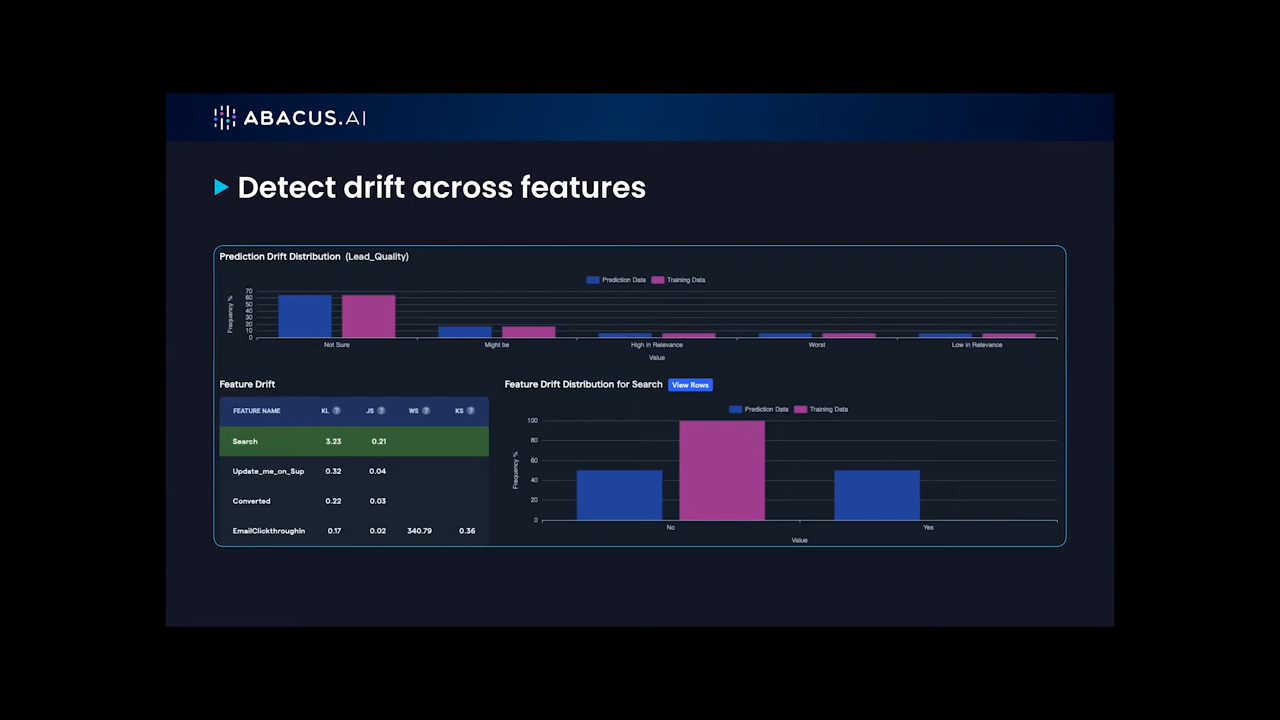 ABACUS.AI
Detect drift across features
Prediction Drift Distribution (Lead_Quality)
Prediction Data Training Data
Frequency %
70
60
50
40
30
20
10
0
Not Sure Might be High in Relevance Worst Low in Relevance
Value
Feature Drift
FEATURE NAME KL ? JS ? WS ? KS ?
Search 3.23 0.21
Update_me_on_Sup 0.32 0.04
Converted 0.22 0.03
EmailClickthroughIn 0.17 0.02 340.79 0.36
Feature Drift Distribution for Search View Rows
Prediction Data Training Data
Frequency %
100
80
60
40
20
0
No Yes
Value